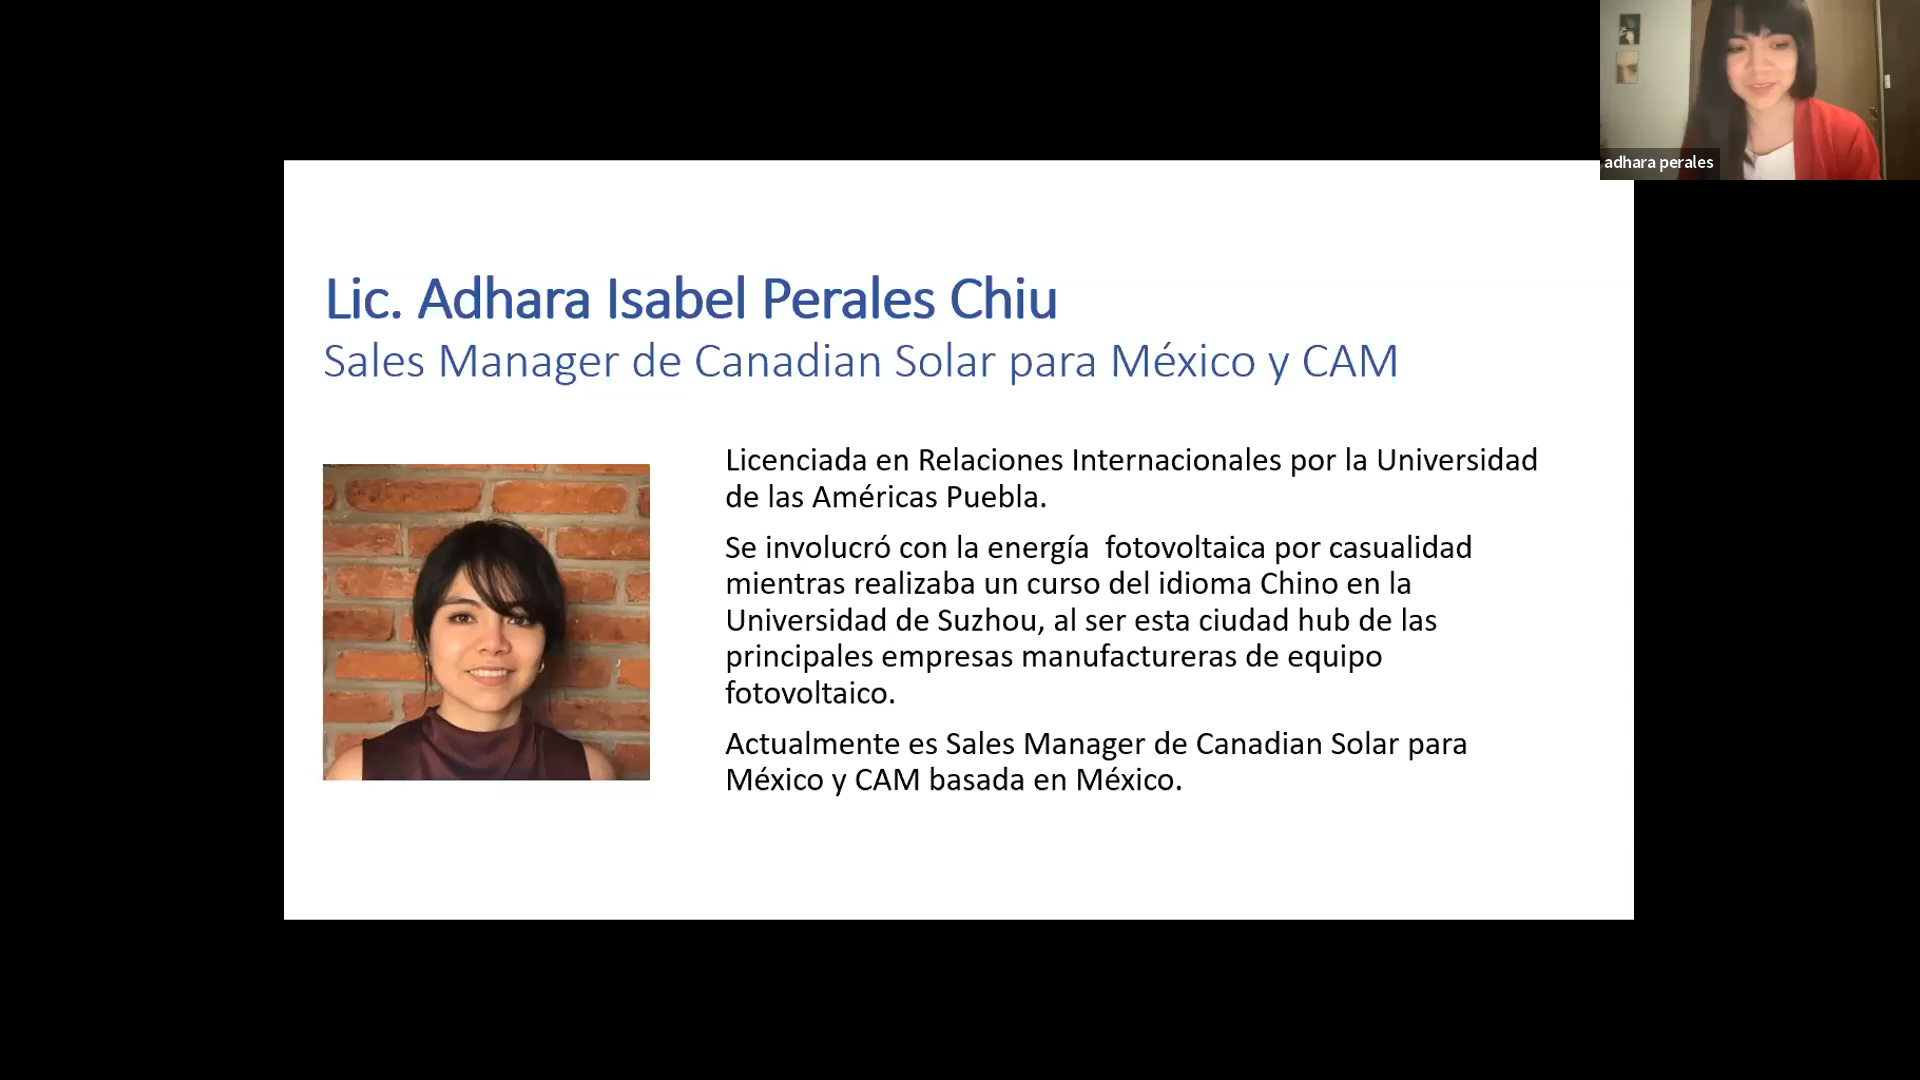 adhara perales
Lic. Adhara Isabel Perales Chiu
Sales Manager de Canadian Solar para México y CAM
Licenciada en Relaciones Internacionales por la Universidad
de las Américas Puebla.
Se involucró con la energía  fotovoltaica por casualidad
mientras realizaba un curso del idioma Chino en la
Universidad de Suzhou, al ser esta ciudad hub de las
principales empresas manufactureras de equipo
fotovoltaico.
Actualmente es Sales Manager de Canadian Solar para
México y CAM basada en México.